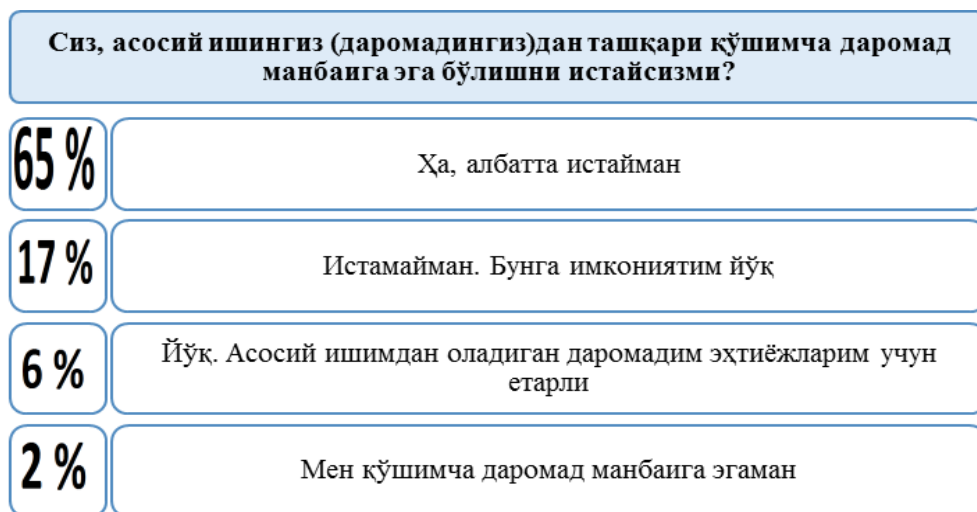 Сиз, асосий ишингиз (даромадингиз)дан ташқари қўшимча даромад
манбаига эга бўлишни истайсизми?
65 %
Ҳа, албатта истайман
17 %
Истамайман. Бунга имкониятим йўқ
6 %
Йўқ. Асосий ишимдан оладиган даромадим эҳтиёжларим учун
етарли
2 %
Мен қўшимча даромад манбаига эгаман